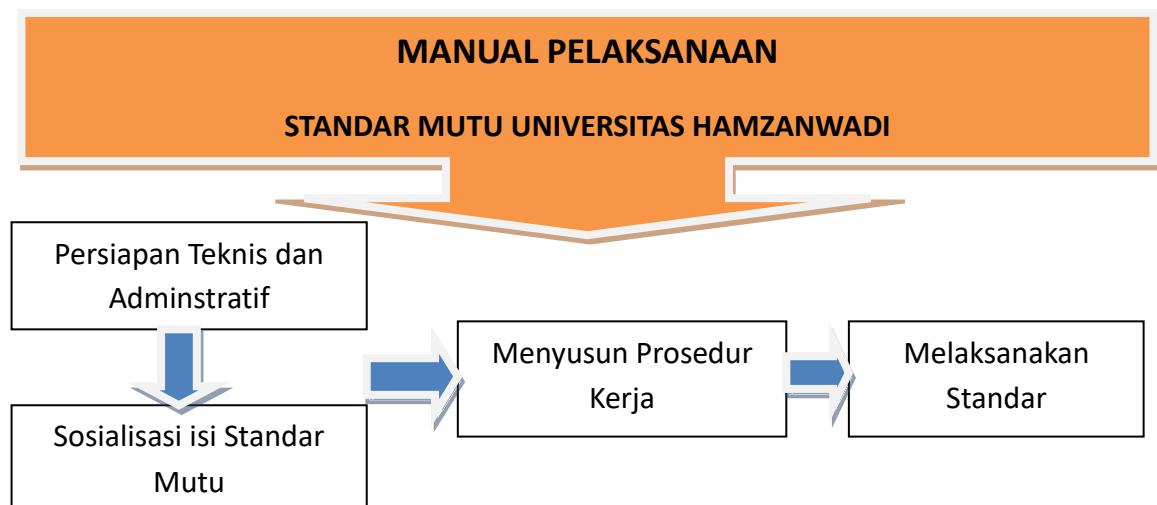 MANUAL PELAKSANAAN
STANDAR MUTU UNIVERSITAS HAMZANWADI
Persiapan Teknis dan
Adminstratif
Sosialisasi isi Standar
Mutu
Menyusun Prosedur
Kerja
Melaksanakan
Standar